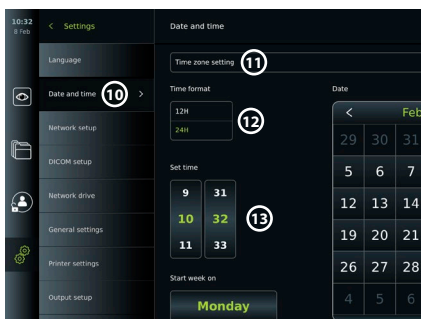 10:32
8 Feb
< Settings
Language
Date and time 10 >
Network setup
DICOM setup
Network drive
General settings
Printer settings
Output setup
Date and time
Time zone setting 11
Time format
12H
24H
12
Set time
9 31
10 32
11 33
13
Start week on
Monday
Date
< Feb
29 30 31
5 6 7
12 13 14
19 20 21
26 27 28
4 5 6